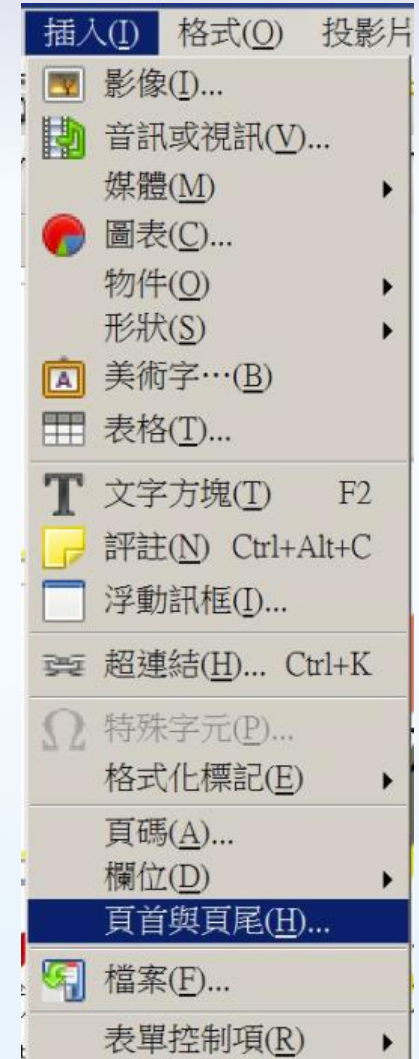 插入(I) 格式(O) 投影片
影像(I)...
音訊或視訊(V)...
媒體(M)
圖表(C)...
物件(O)
形狀(S)
美術字…(B)
表格(T)...
文字方塊(T) F2
評註(N) Ctrl+Alt+C
浮動訊框(I)...
超連結(H)... Ctrl+K
特殊字元(P)...
格式化標記(E)
頁碼(A)...
欄位(D)
頁首與頁尾(H)...
檔案(F)...
表單控制項(R)